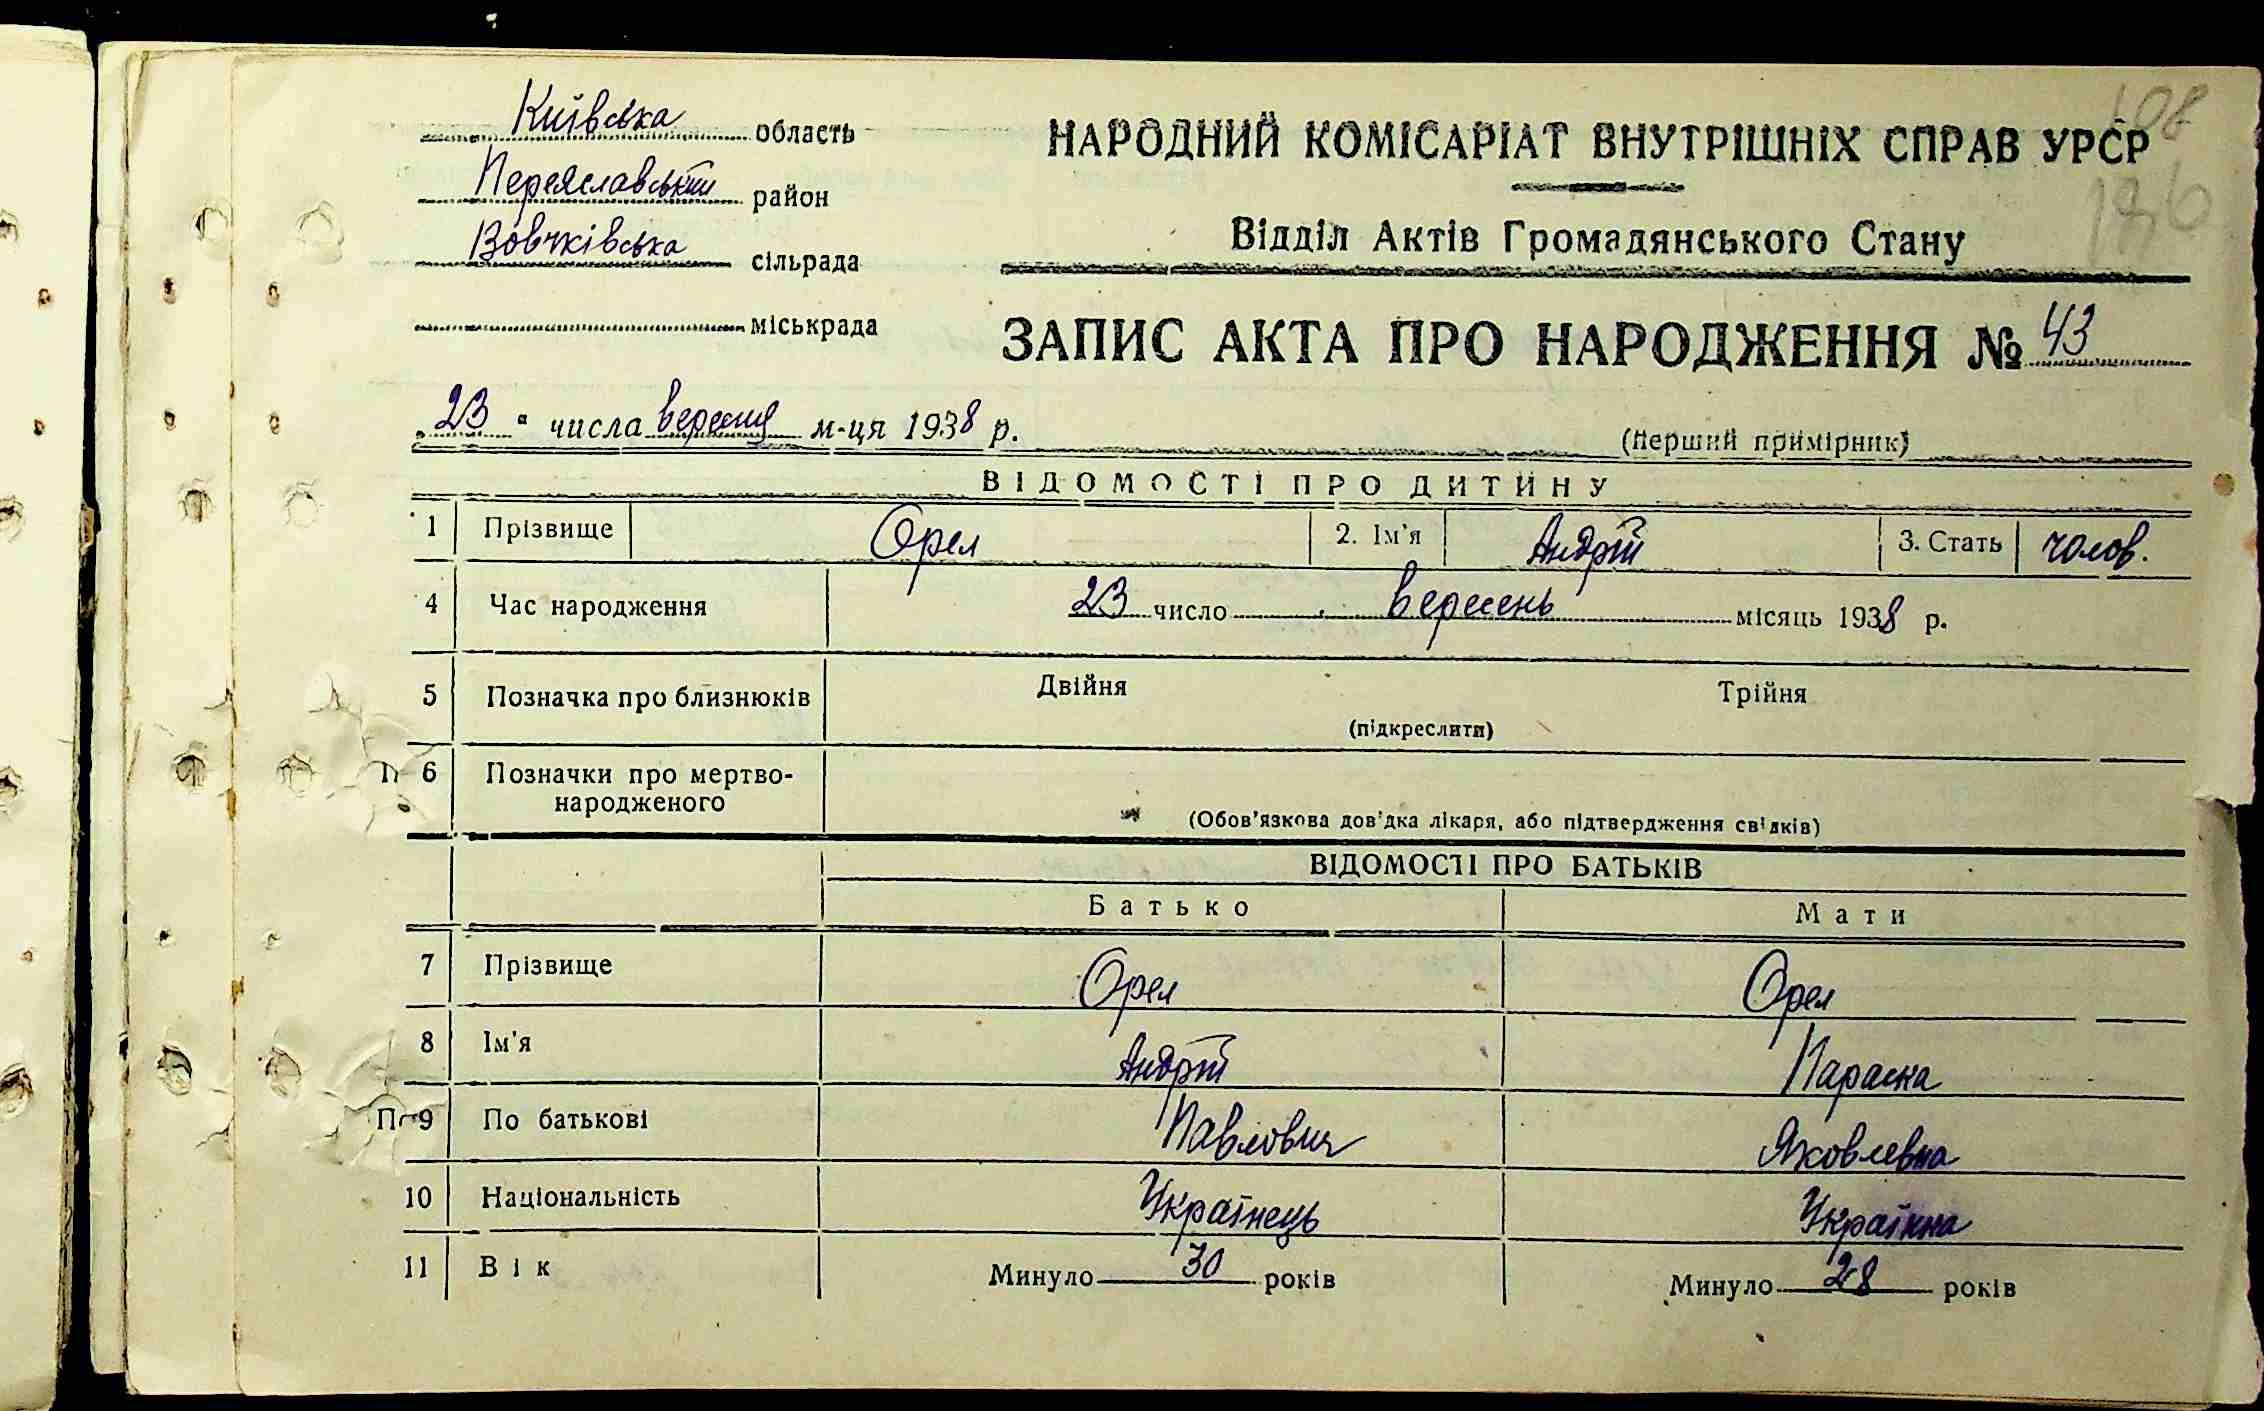 Київська область
Переяславський район
Вовчківська сільрада
міськрада
108
НАРОДНИЙ КОМІСАРІАТ ВНУТРІШНІХ СПРАВ УРСР
Відділ Актів Громадянського Стану
ЗАПИС АКТА ПРО НАРОДЖЕННЯ № 43
„23“ числа вересня м-ця 1938 р.
(перший примірник)
ВІДОМОСТІ ПРО ДИТИНУ
1 Прізвище Орел 2. Ім'я Андрій 3. Стать чолов.
4 Час народження 23 число вересень місяць 1938 р.
5 Позначка про близнюків Двійня Трійня
(підкреслити)
6 Позначки про мертво-
народженого
(Обов'язкова дов'дка лікаря, або підтвердження свідків)
ВІДОМОСТІ ПРО БАТЬКІВ
Батько Мати
7 Прізвище Орел Орел
8 Ім'я Андрій Параска
9 По батькові Павлович Яковлевна
10 Національність Українець Українка
11 Вік Минуло 30 років Минуло 28 років